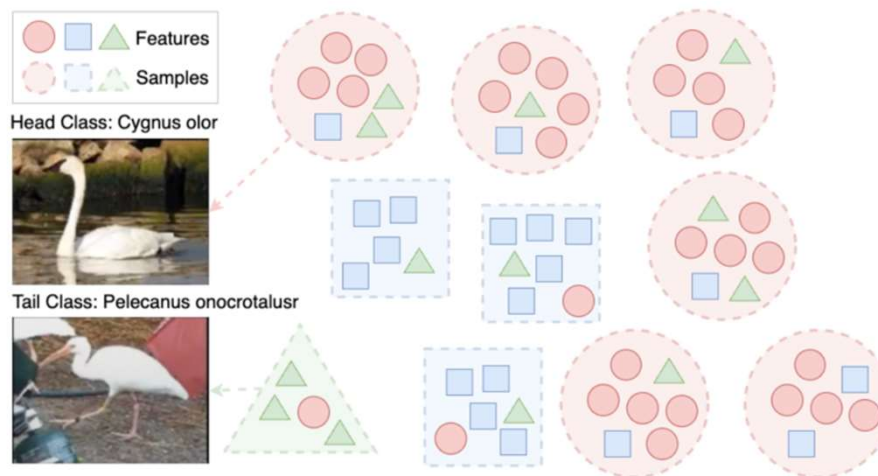 Features
Samples
Head Class: Cygnus olor
Tail Class: Pelecanus onocrotalusr